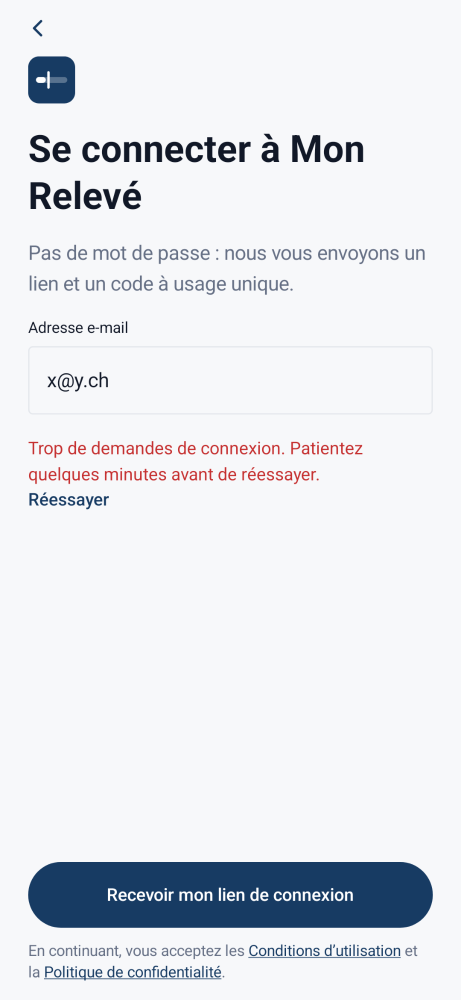 Se connecter à Mon
Relevé
Pas de mot de passe : nous vous envoyons un
lien et un code à usage unique.
Adresse e-mail
x@y.ch
Trop de demandes de connexion. Patientez
quelques minutes avant de réessayer.
Réessayer
Recevoir mon lien de connexion
En continuant, vous acceptez les Conditions d’utilisation et
la Politique de confidentialité.